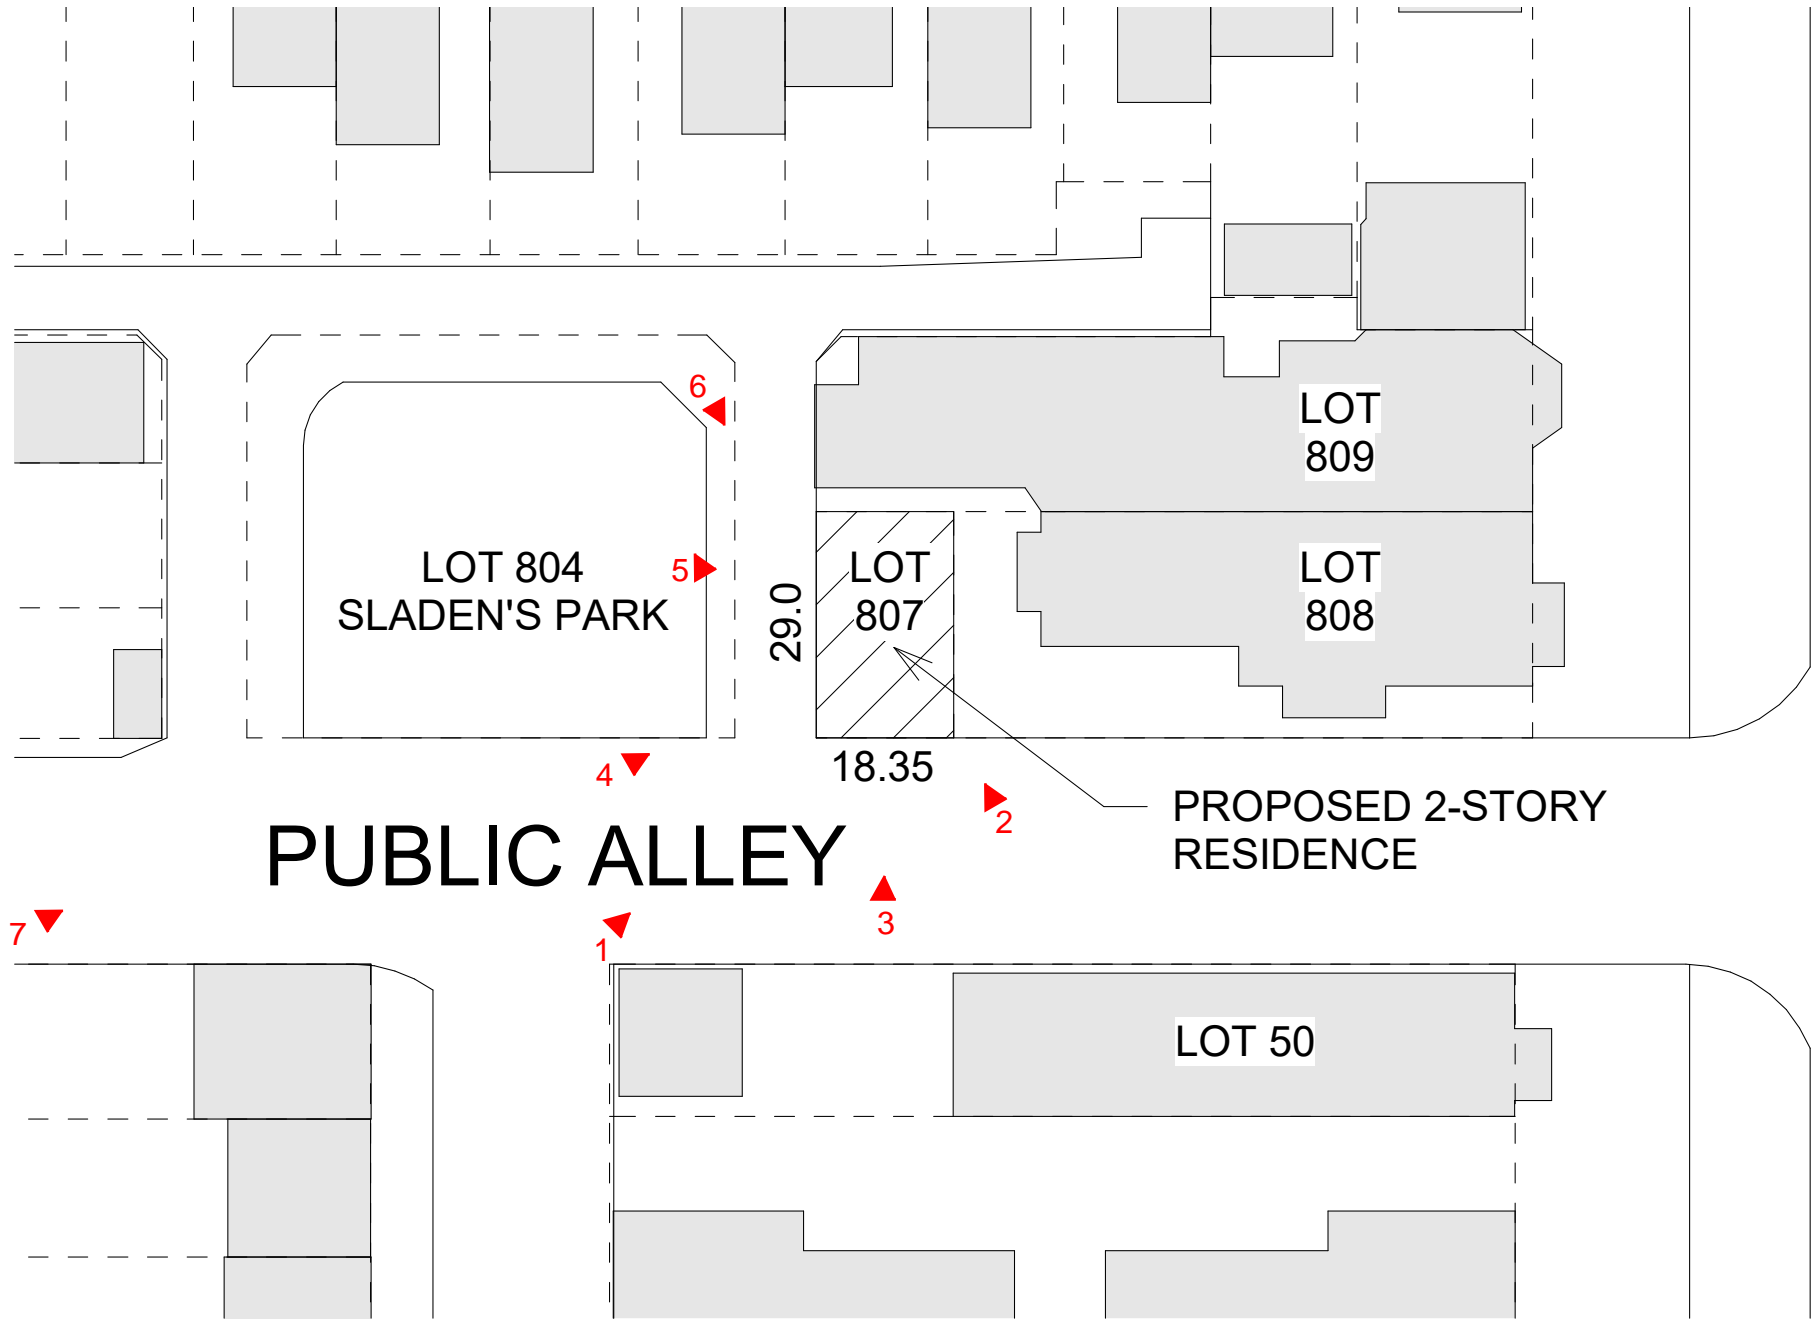 6
LOT
809
LOT 804
SLADEN'S PARK
5
29.0
LOT
807
LOT
808
4
18.35
2
PROPOSED 2-STORY
RESIDENCE
PUBLIC ALLEY
7
1
3
LOT 50